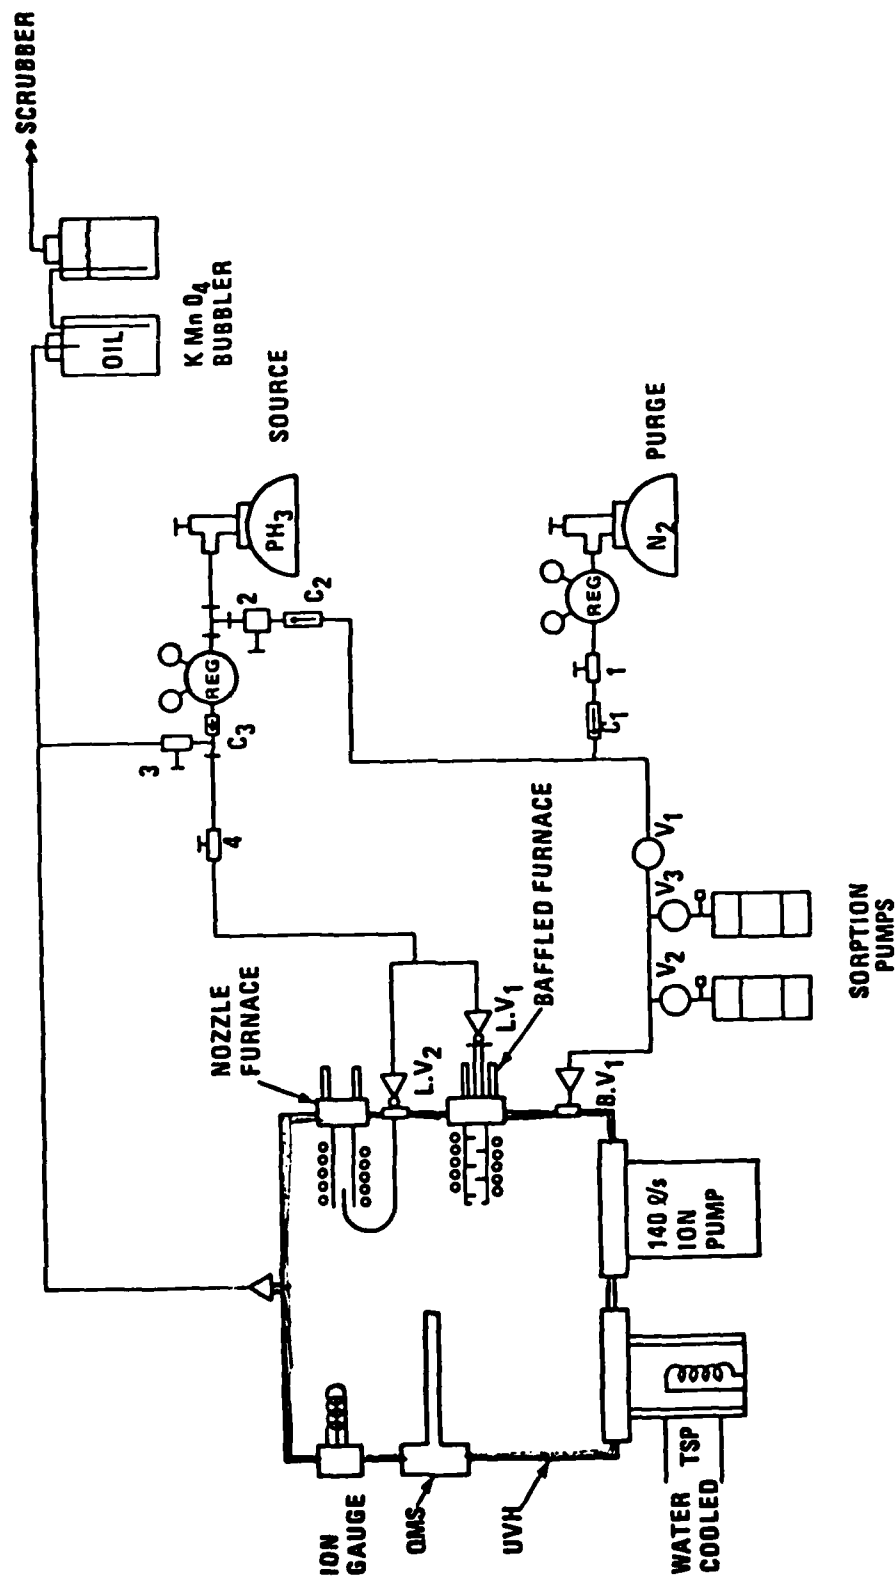 SCRUBBER
OIL
K Mn O4
BUBBLER
SOURCE
PH3
2
C2
REG
C3
3
4
PURGE
N2
REG
1
C1
V1
V3
V2
SORPTION
PUMPS
BAFFLED FURNACE
NOZZLE
FURNACE
L.V1
L.V2
B.V1
140 ℓ/s
ION
PUMP
TSP
WATER
COOLED
UVH
QMS
ION
GAUGE